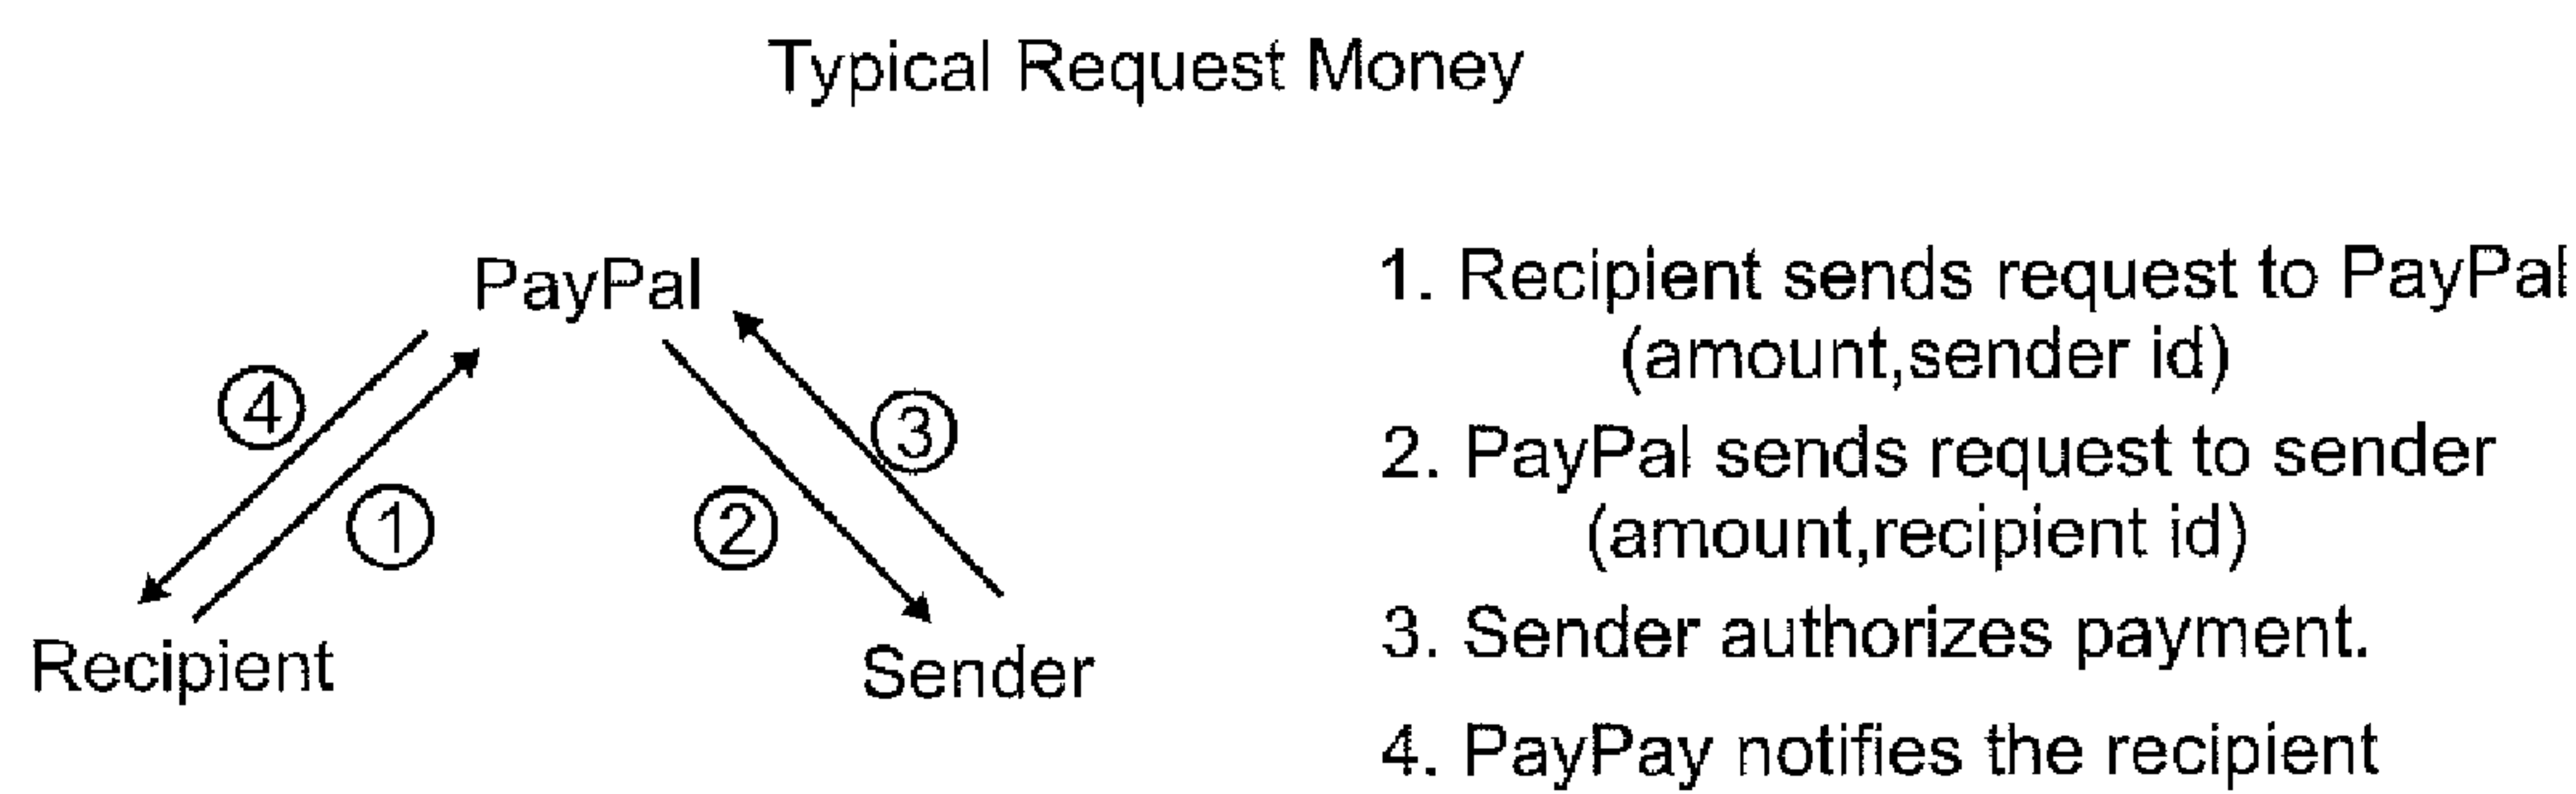 Typical Request Money
PayPal
4
1
2
3
Recipient
Sender
1. Recipient sends request to PayPal
(amount,sender id)
2. PayPal sends request to sender
(amount,recipient id)
3. Sender authorizes payment.
4. PayPay notifies the recipient